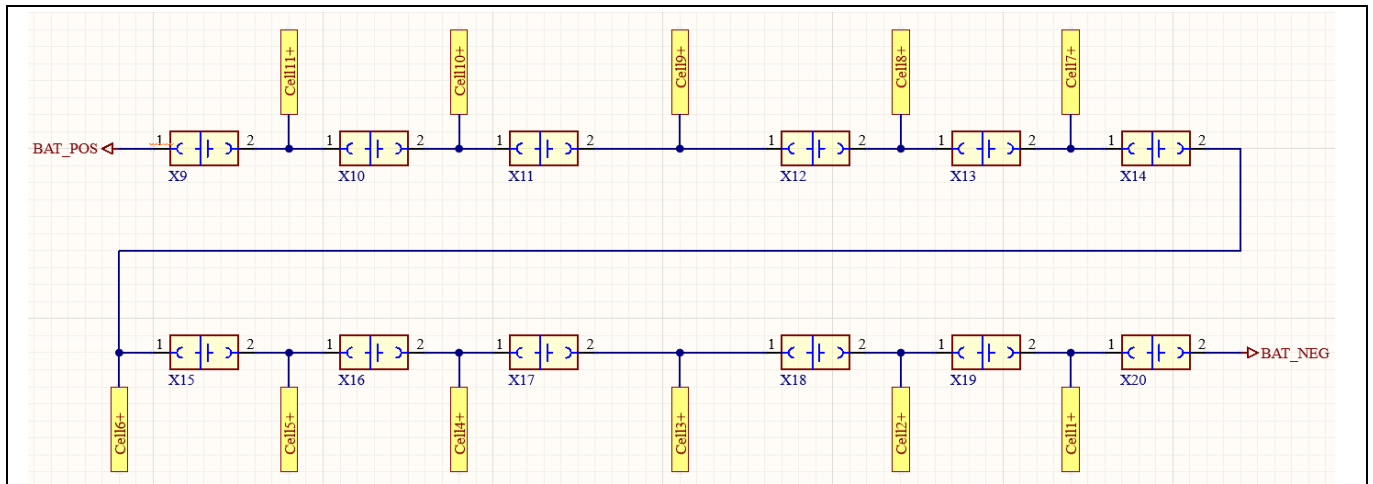 Cell11+ Cell10+ Cell9+ Cell8+ Cell7+
BAT_POS 1 2 1 2 1 2 1 2 1 2 1 2
X9 X10 X11 X12 X13 X14
1 2 1 2 1 2 1 2 1 2 1 2 BAT_NEG
X15 X16 X17 X18 X19 X20
Cell6+ Cell5+ Cell4+ Cell3+ Cell2+ Cell1+